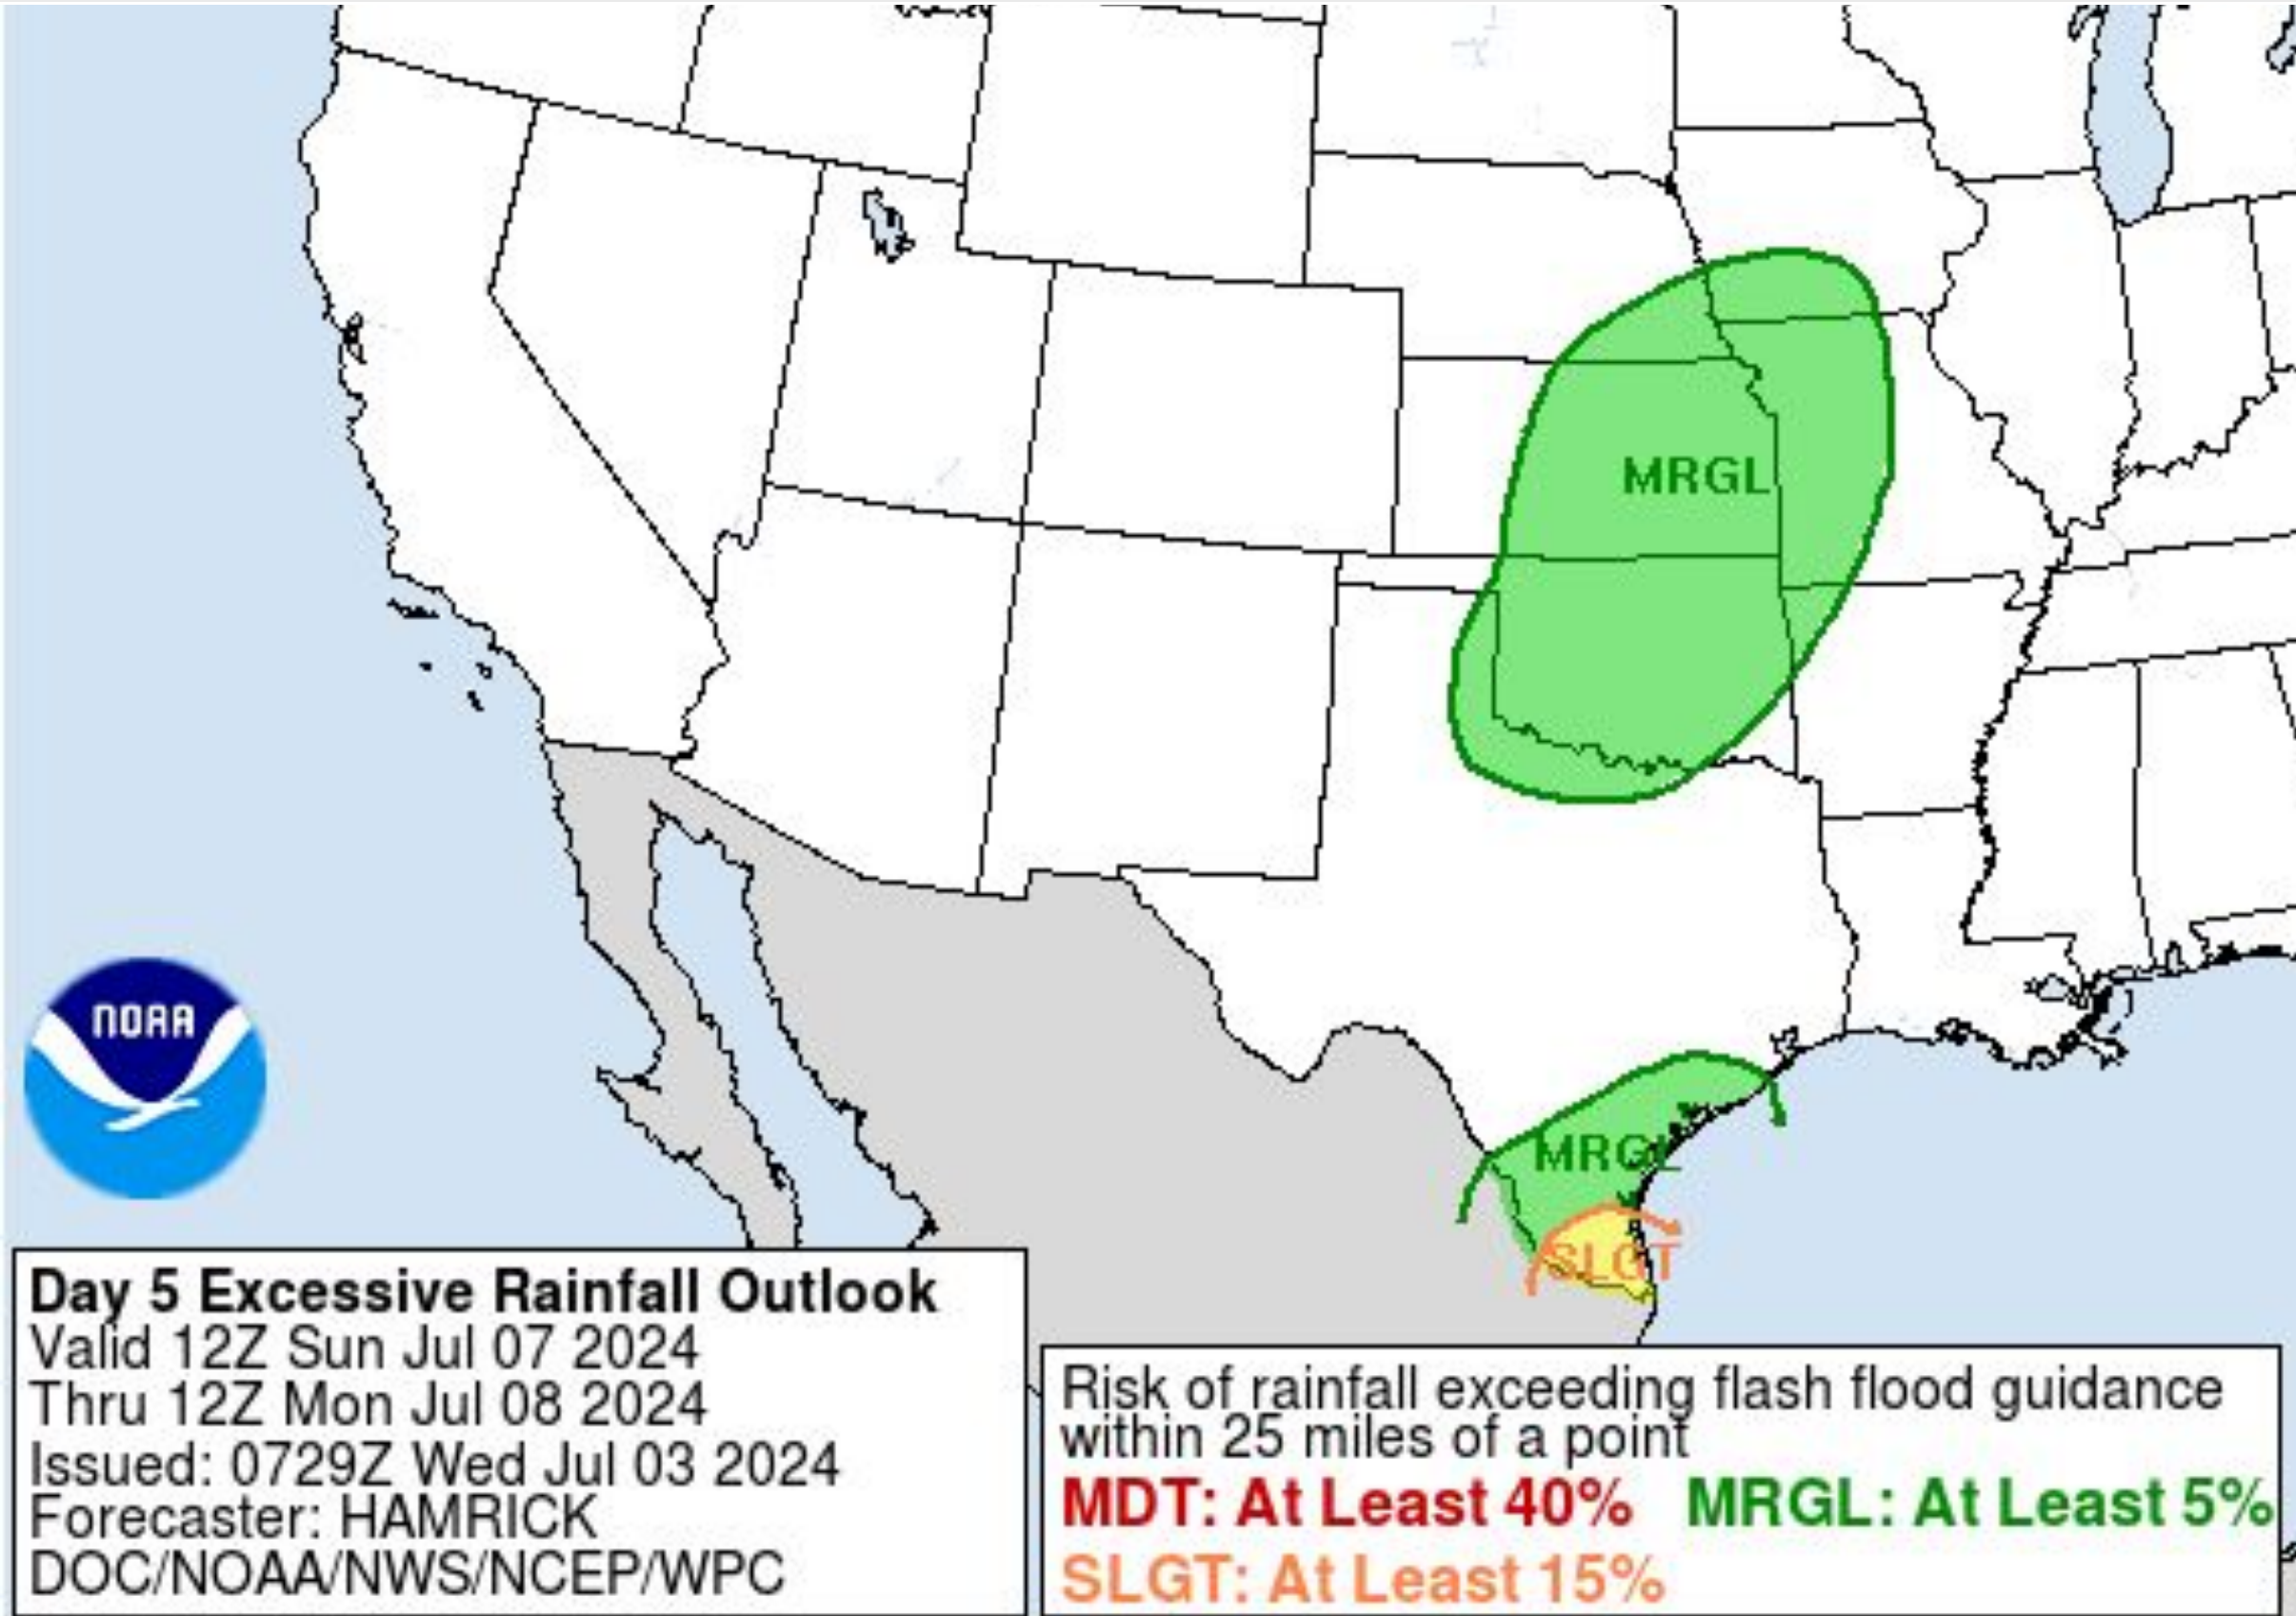 MRGL
NOAA
MRGL
SLGT
Day 5 Excessive Rainfall Outlook
Valid 12Z Sun Jul 07 2024
Thru 12Z Mon Jul 08 2024
Issued: 0729Z Wed Jul 03 2024
Forecaster: HAMRICK
DOC/NOAA/NWS/NCEP/WPC
Risk of rainfall exceeding flash flood guidance
within 25 miles of a point
MDT: At Least 40% MRGL: At Least 5%
SLGT: At Least 15%